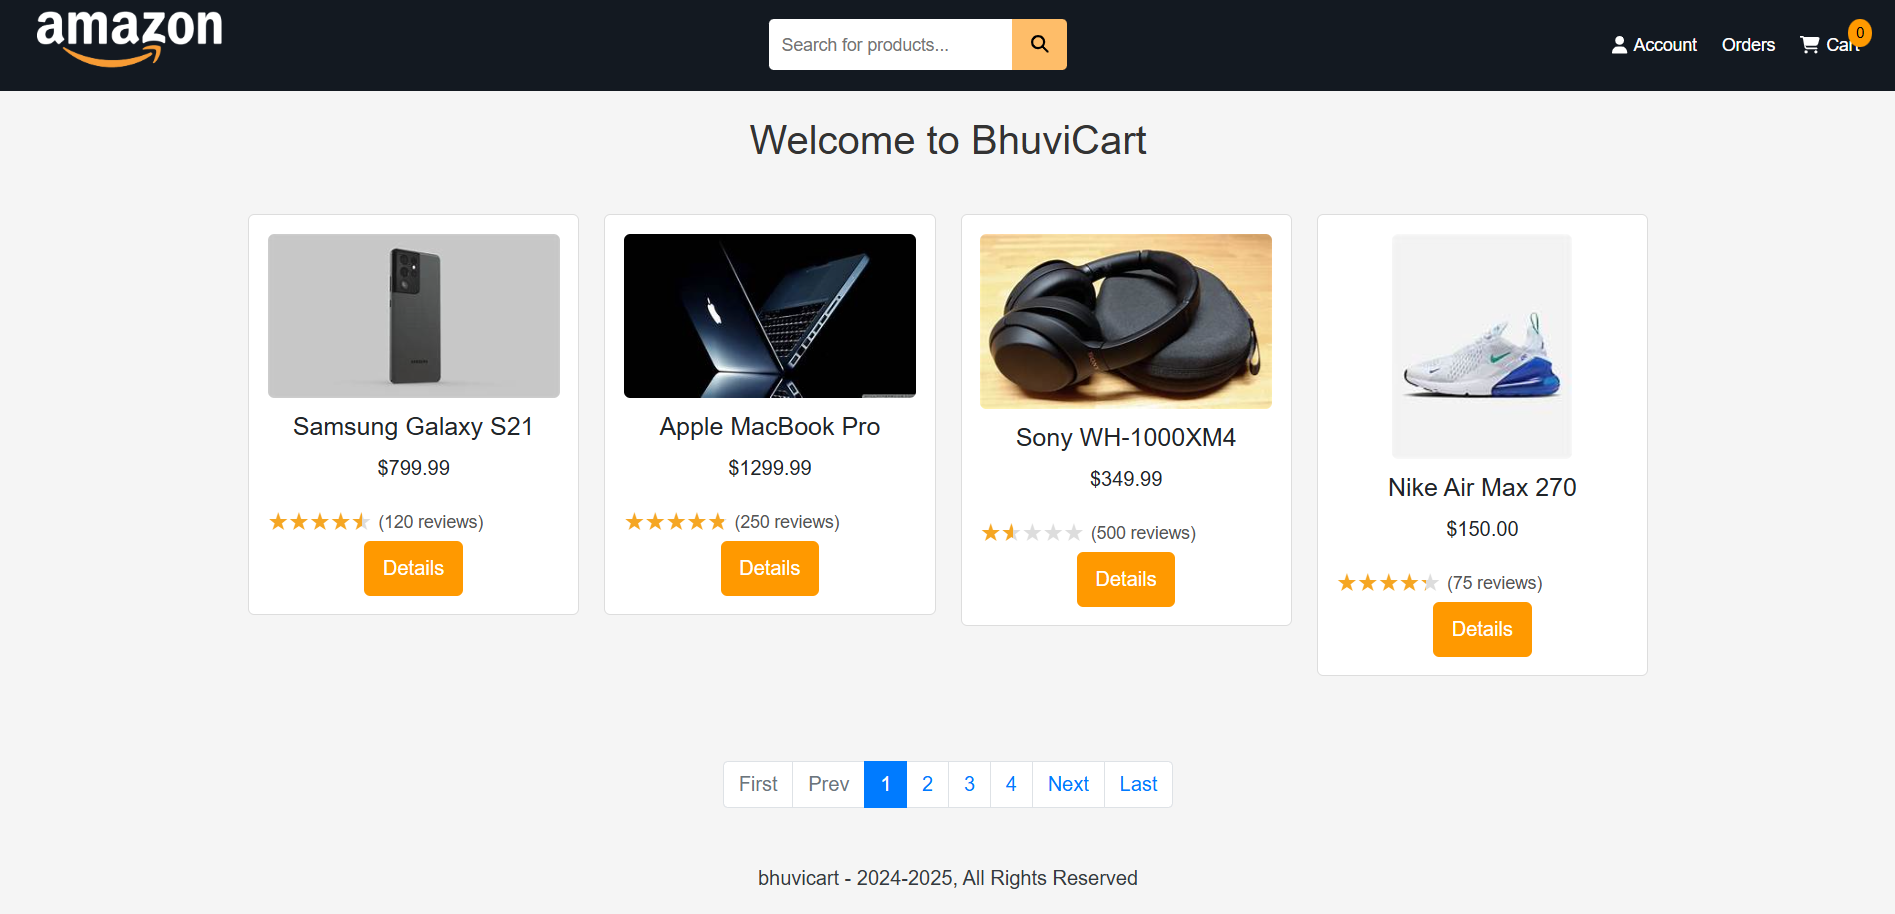 amazon
Search for products...
Account
Orders
Cart
0
Welcome to BhuviCart
Samsung Galaxy S21
$799.99
(120 reviews)
Details
Apple MacBook Pro
$1299.99
(250 reviews)
Details
Sony WH-1000XM4
$349.99
(500 reviews)
Details
Nike Air Max 270
$150.00
(75 reviews)
Details
First Prev 1 2 3 4 Next Last
bhuvicart - 2024-2025, All Rights Reserved